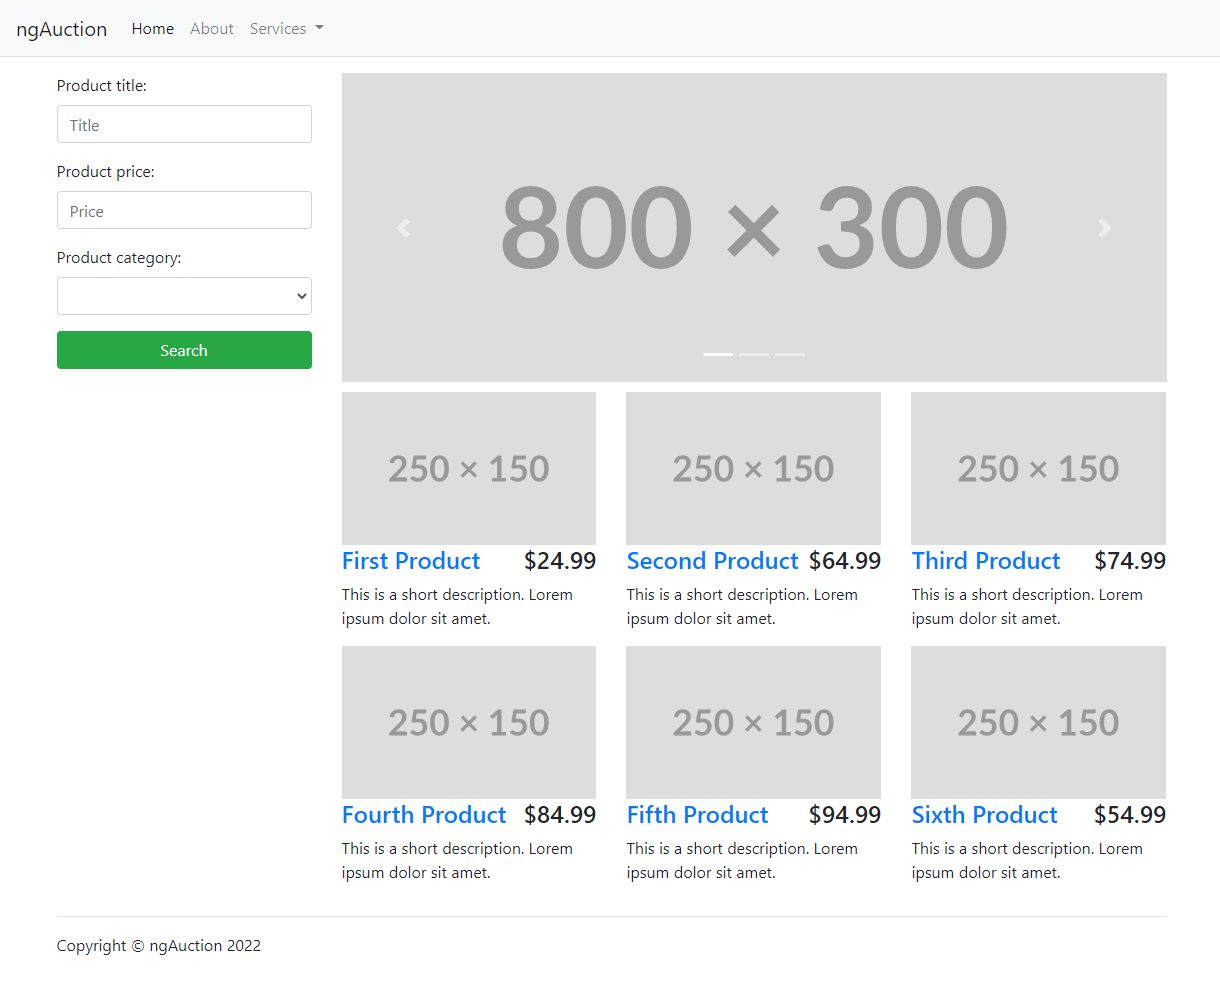 ngAuction Home About Services
Product title:
Title
Product price:
Price
Product category:
Search
800 × 300
250 × 150 250 × 150 250 × 150
First Product $24.99 Second Product $64.99 Third Product $74.99
This is a short description. Lorem This is a short description. Lorem This is a short description. Lorem
ipsum dolor sit amet. ipsum dolor sit amet. ipsum dolor sit amet.
250 × 150 250 × 150 250 × 150
Fourth Product $84.99 Fifth Product $94.99 Sixth Product $54.99
This is a short description. Lorem This is a short description. Lorem This is a short description. Lorem
ipsum dolor sit amet. ipsum dolor sit amet. ipsum dolor sit amet.
Copyright © ngAuction 2022